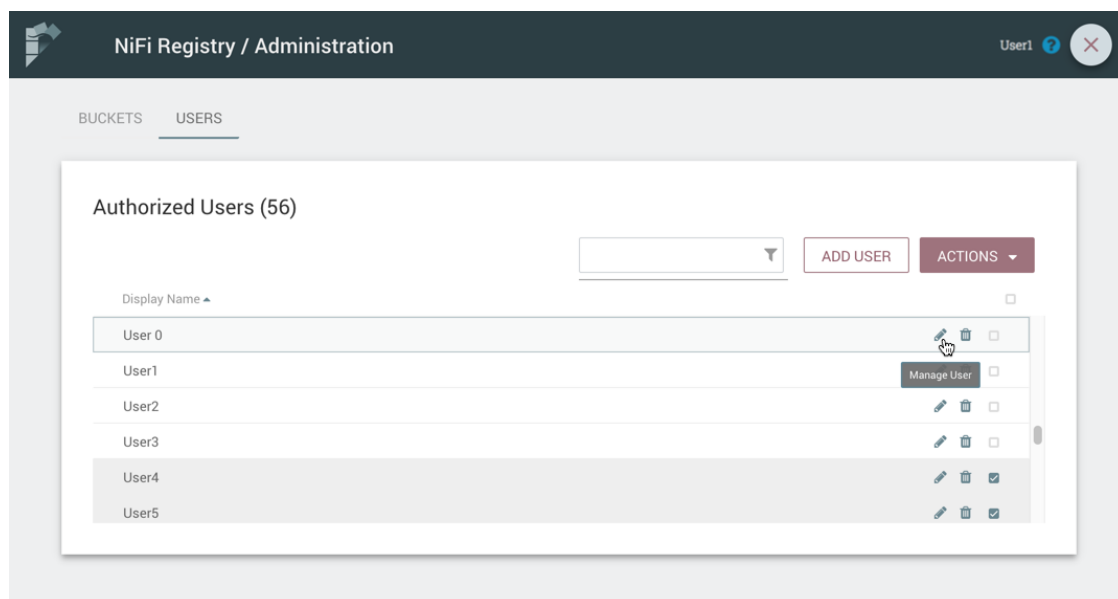 NiFi Registry / Administration
User1 ?
BUCKETS USERS
Authorized Users (56)
ADD USER ACTIONS
Display Name
User 0
User1
Manage User
User2
User3
User4
User5